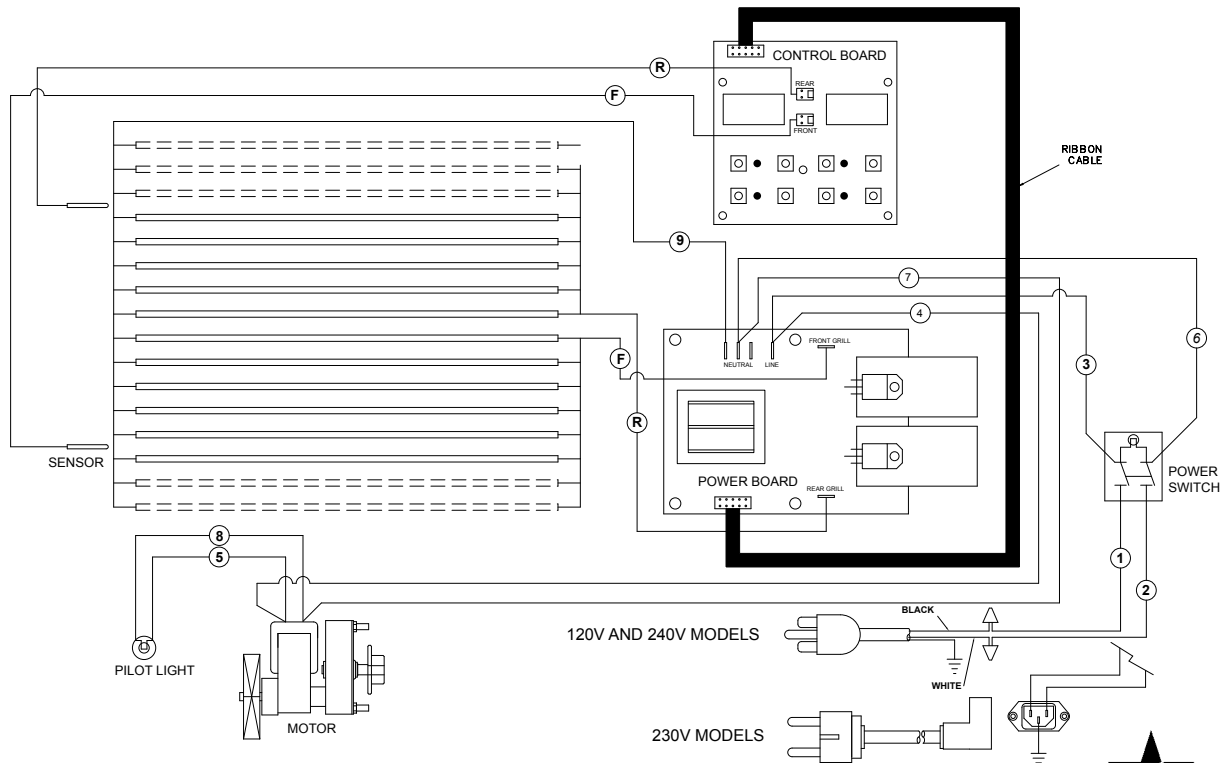 CONTROL BOARD
R
REAR
F
FRONT
RIBBON
CABLE
9
7
6
4
FRONT GRILL
NEUTRAL
LINE
F
3
R
SENSOR
POWER BOARD
REAR GRILL
POWER
SWITCH
8
5
1
2
BLACK
120V AND 240V MODELS
WHITE
PILOT LIGHT
MOTOR
230V MODELS